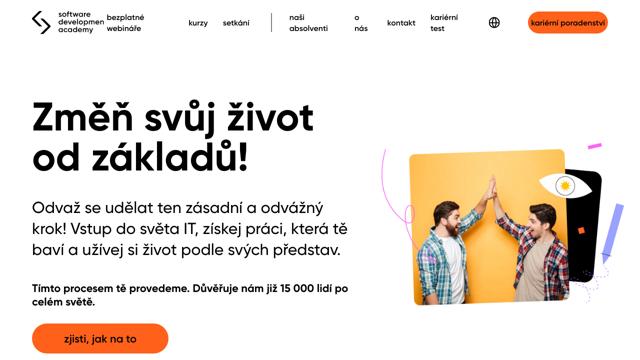 software
developmen
academy
bezplatné
webináře
kurzy
setkání
naši
absolventi
o
nás
kontakt
kariérní
test
kariérní poradenství
Změň svůj život
od základů!
Odvaž se udělat ten zásadní a odvážný
krok! Vstup do světa IT, získej práci, která tě
baví a užívej si život podle svých představ.
Tímto procesem tě provedeme. Důvěřuje nám již 15 000 lidí po
celém světě.
zjisti, jak na to